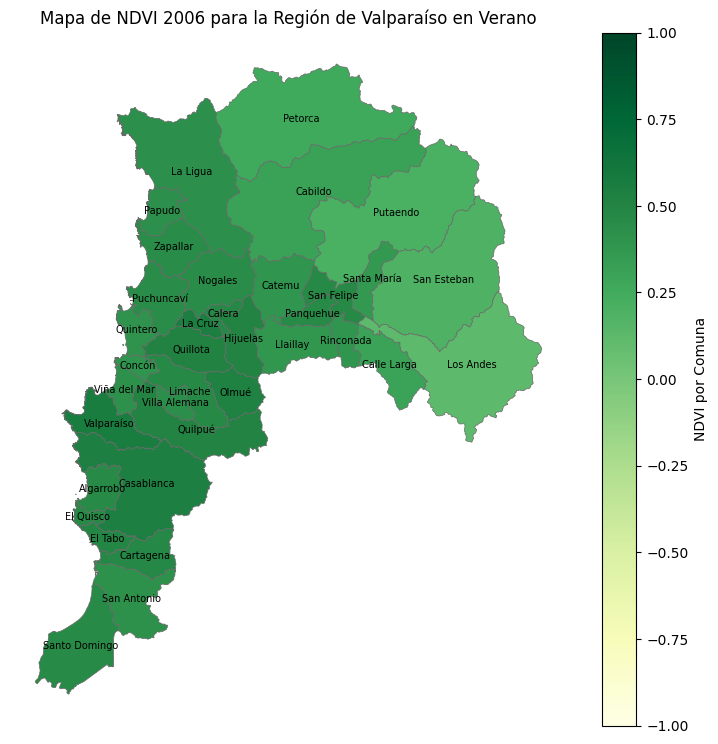 Mapa de NDVI 2006 para la Región de Valparaíso en Verano
Petorca
La Ligua
Cabildo
Papudo
Putaendo
Zapallar
Nogales
Catemu
Santa María
San Esteban
Puchuncaví
San Felipe
Calera
Panquehue
La Cruz
Quintero
Hijuelas
Llaillay
Rinconada
Quillota
Concón
Calle Larga
Los Andes
Viña del Mar
Limache
Olmué
Villa Alemana
Valparaíso
Quilpué
Casablanca
Algarrobo
El Quisco
El Tabo
Cartagena
San Antonio
Santo Domingo
1.00
0.75
0.50
0.25
0.00
−0.25
−0.50
−0.75
−1.00
NDVI por Comuna